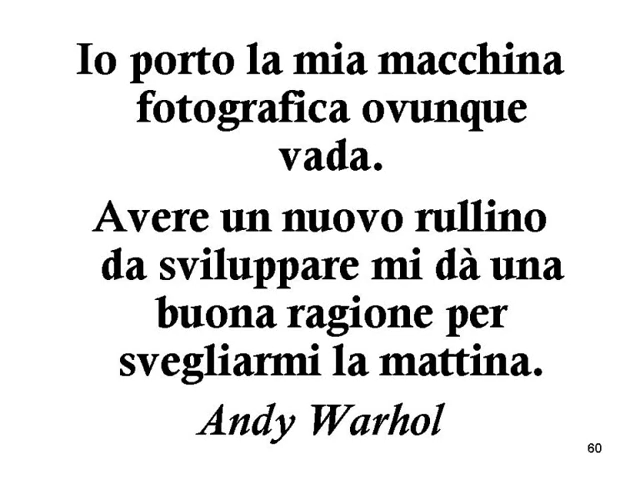 Io porto la mia macchina
fotografica ovunque
vada.
Avere un nuovo rullino
da sviluppare mi dà una
buona ragione per
svegliarmi la mattina.
Andy Warhol
60